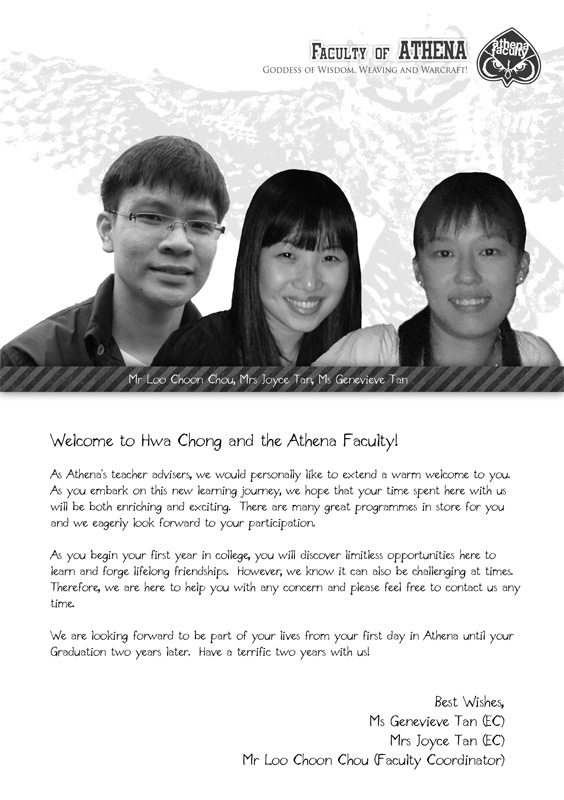 Faculty of ATHENA
Goddess of Wisdom, Weaving and Warcraft!
athena
faculty
Mr Loo Choon Chou, Mrs Joyce Tan, Ms Genevieve Tan
Welcome to Hwa Chong and the Athena Faculty!
As Athena's teacher advisers, we would personally like to extend a warm welcome to you.
As you embark on this new learning journey, we hope that your time spent here with us
will be both enriching and exciting. There are many great programmes in store for you
and we eagerly look forward to your participation.
As you begin your first year in college, you will discover limitless opportunities here to
learn and forge lifelong friendships. However, we know it can also be challenging at times.
Therefore, we are here to help you with any concern and please feel free to contact us any
time.
We are looking forward to be part of your lives from your first day in Athena until your
Graduation two years later. Have a terrific two years with us!
Best Wishes,
Ms Genevieve Tan (EC)
Mrs Joyce Tan (EC)
Mr Loo Choon Chou (Faculty Coordinator)